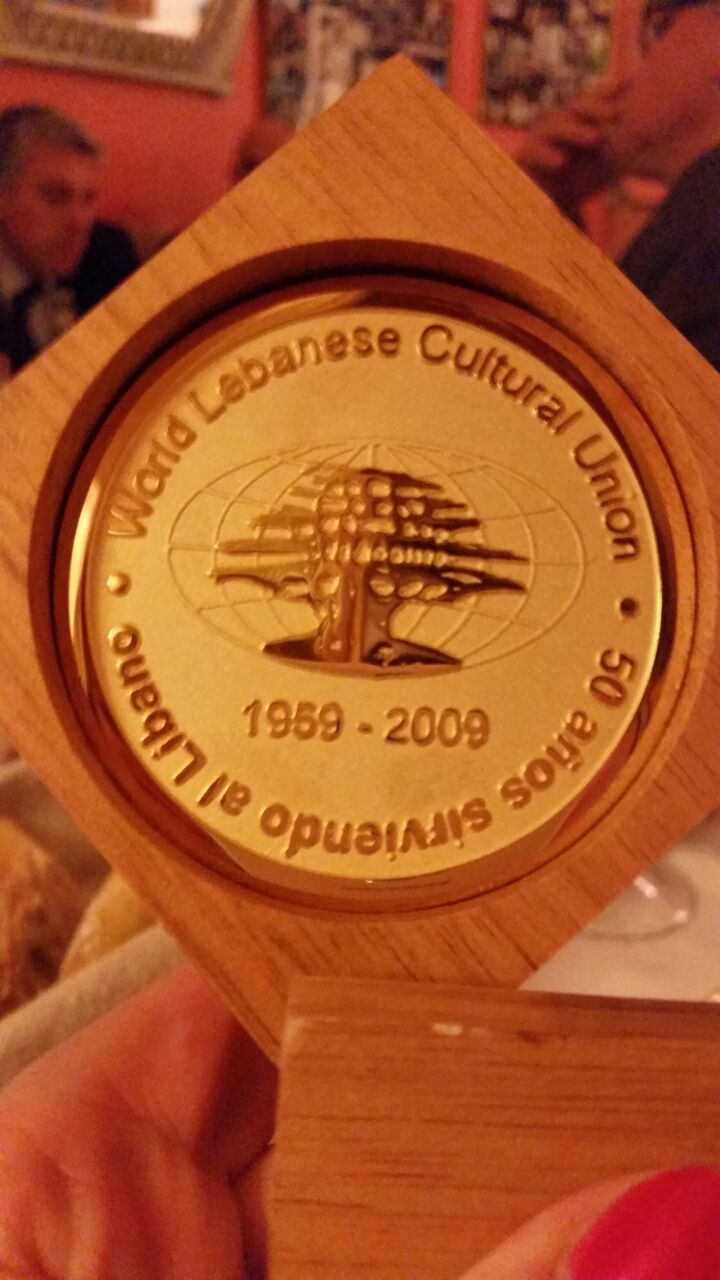 World Lebanese Cultural Union
1959 - 2009
50 años sirviendo al Líbano